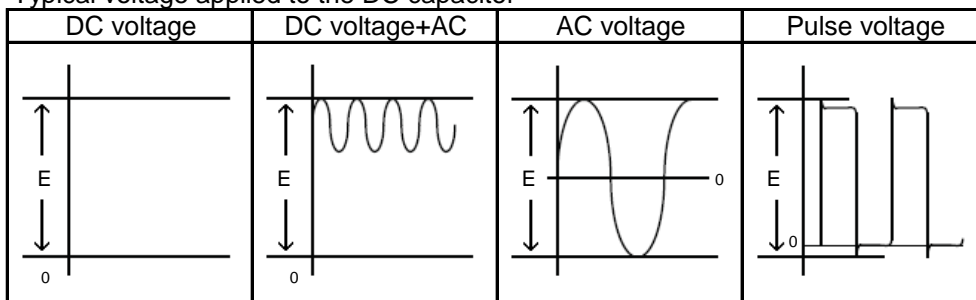 Typical voltage applied to the DC capacitor
DC voltage DC voltage+AC AC voltage Pulse voltage
E E E E
0 0 0 0